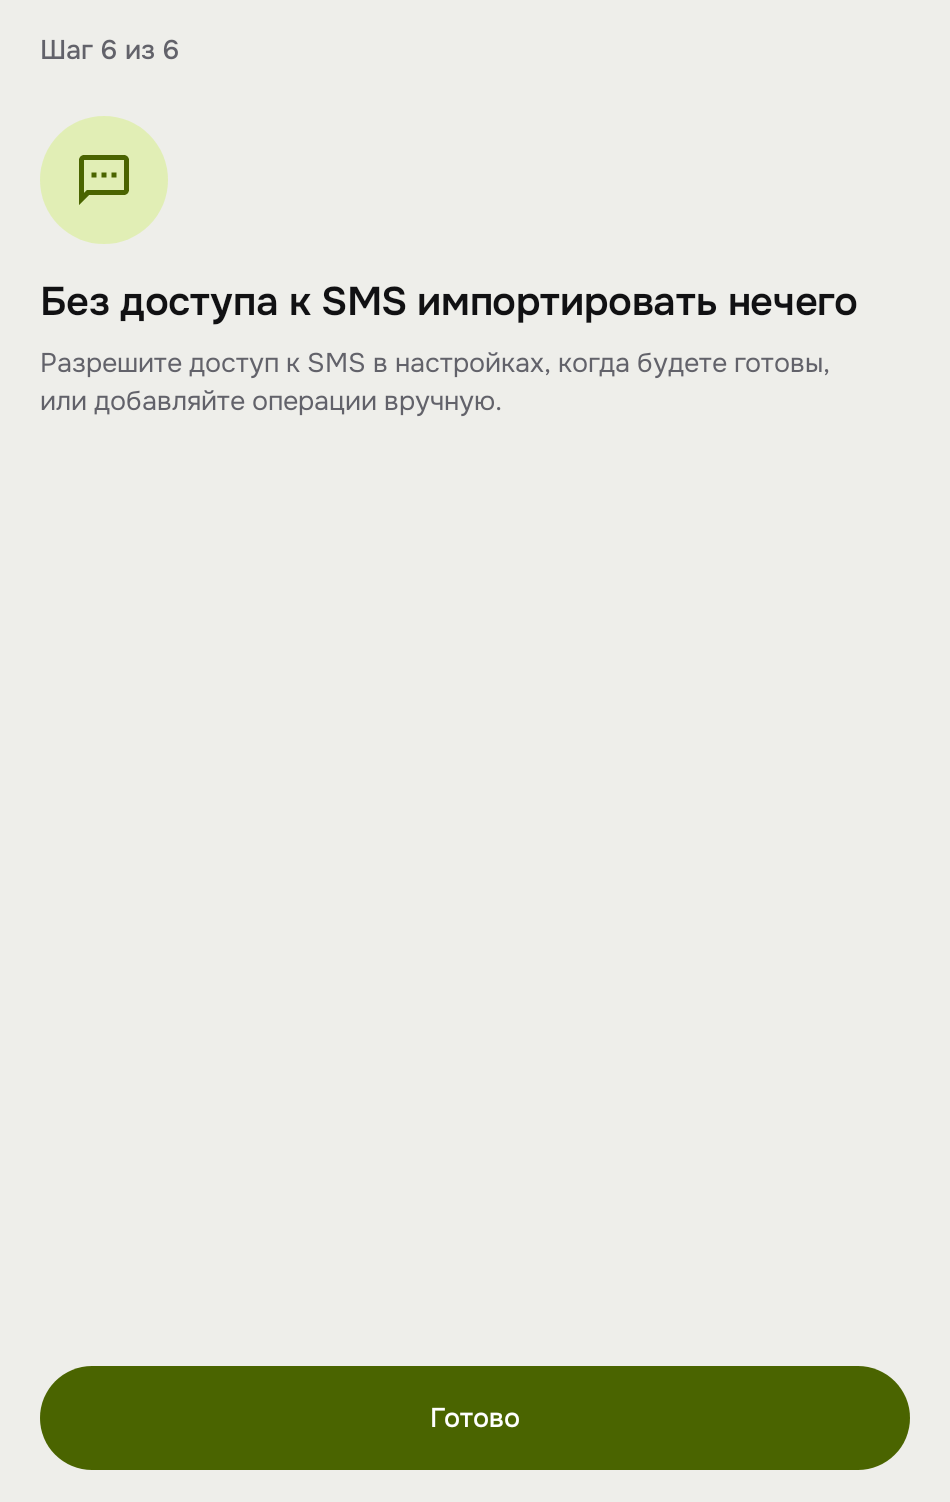 Шаг 6 из 6
Без доступа к SMS импортировать нечего
Разрешите доступ к SMS в настройках, когда будете готовы,
или добавляйте операции вручную.
Готово